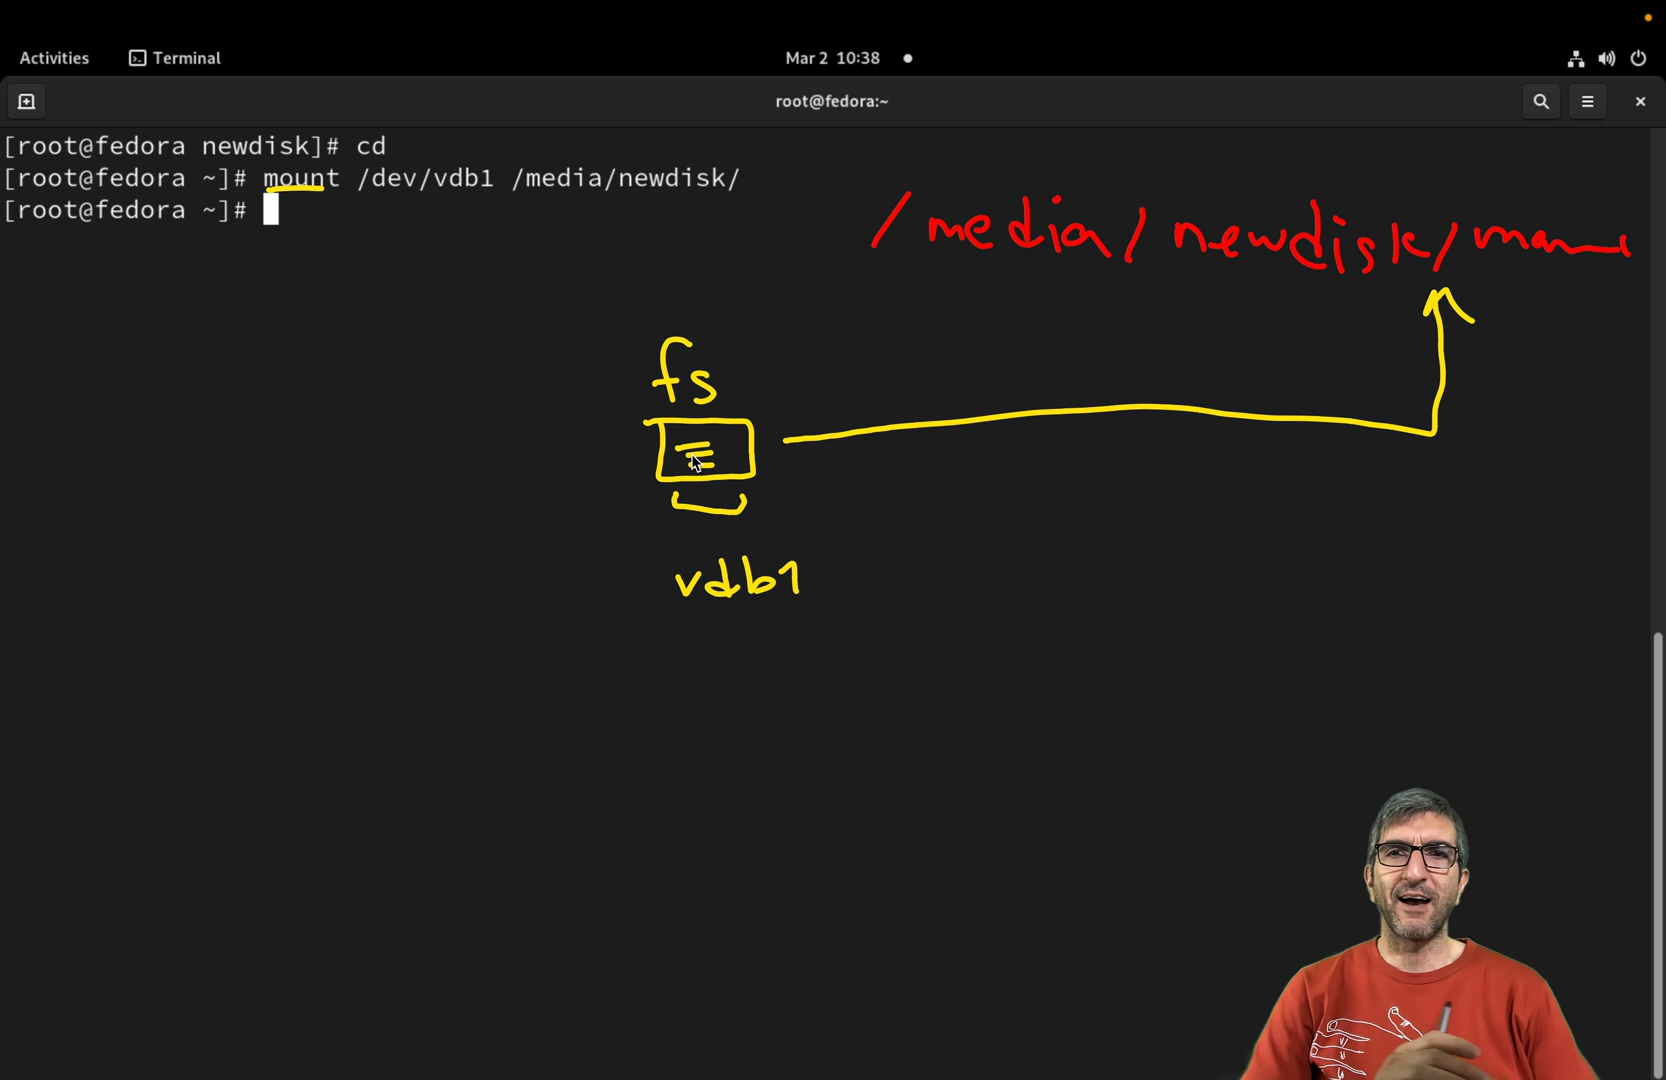 Activities Terminal Mar 2 10:38
root@fedora:~
[root@fedora newdisk]# cd
[root@fedora ~]# mount /dev/vdb1 /media/newdisk/
[root@fedora ~]#
/media/newdisk/
fs
vdb1